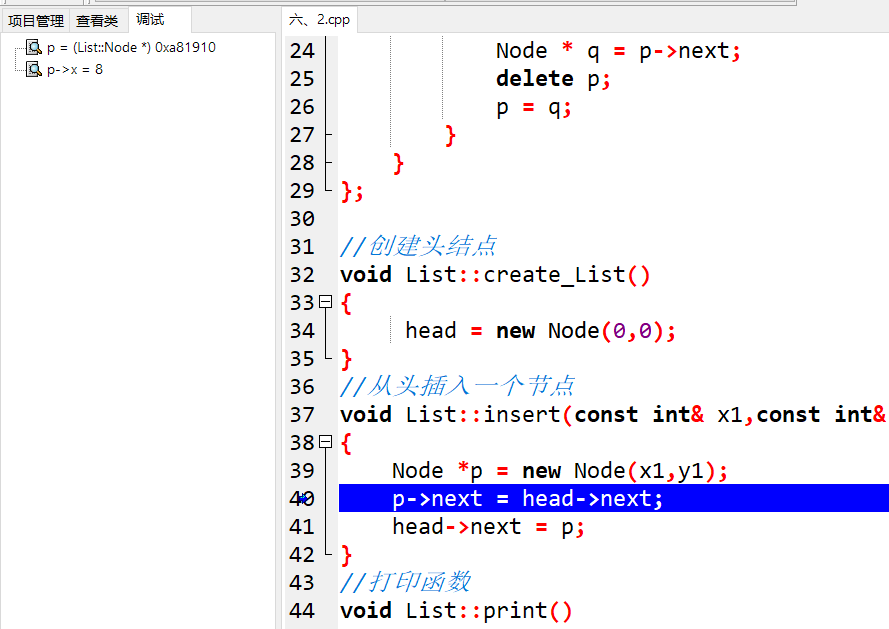 项目管理 查看类 调试
六、2.cpp
p = (List::Node *) 0xa81910
p->x = 8
24 Node * q = p->next;
25 delete p;
26 p = q;
27 }
28 }
29 };
30
31 //创建头结点
32 void List::create_List()
33 {
34 head = new Node(0,0);
35 }
36 //从头插入一个节点
37 void List::insert(const int& x1,const int&
38 {
39 Node *p = new Node(x1,y1);
40 p->next = head->next;
41 head->next = p;
42 }
43 //打印函数
44 void List::print()